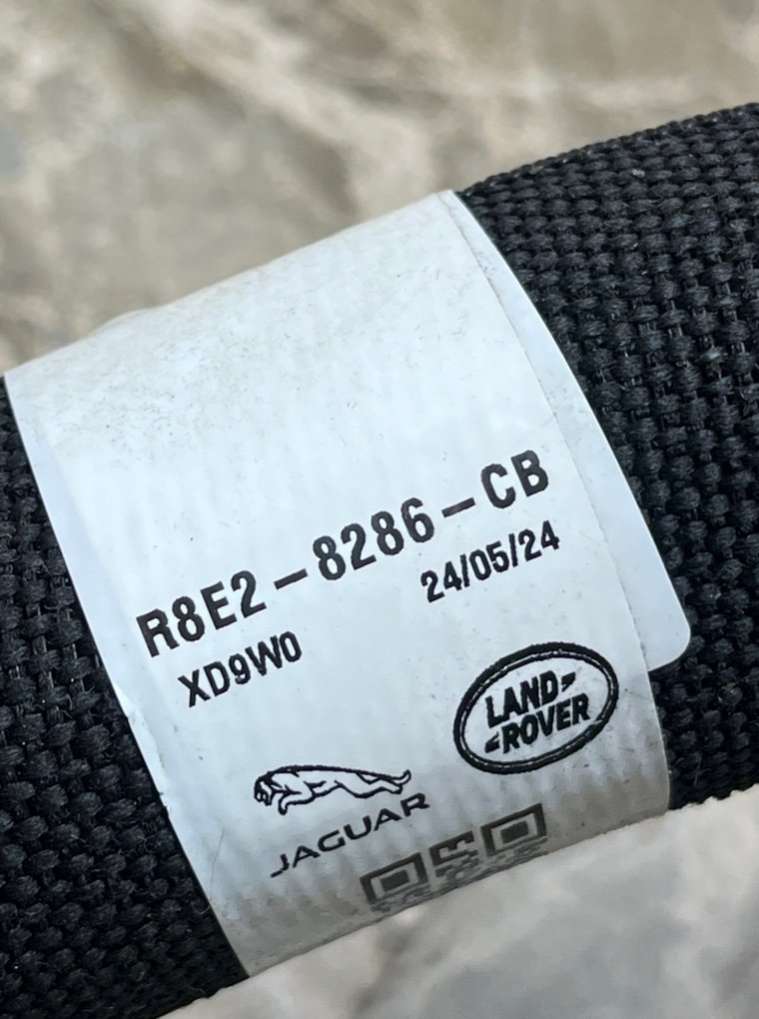 R8E2-8286-CB
24/05/24
XD9W0
LAND-
-ROVER
JAGUAR